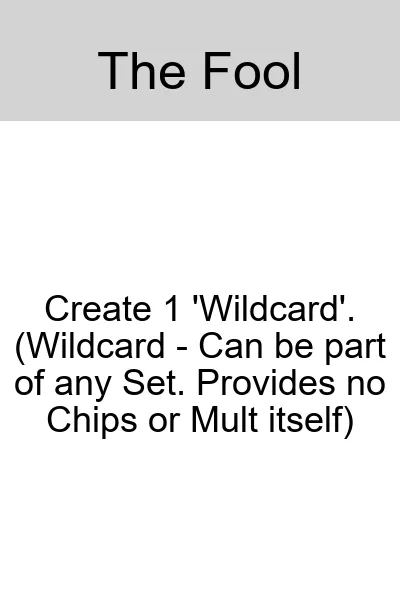 The Fool
Create 1 'Wildcard'.
(Wildcard - Can be part
of any Set. Provides no
Chips or Mult itself)